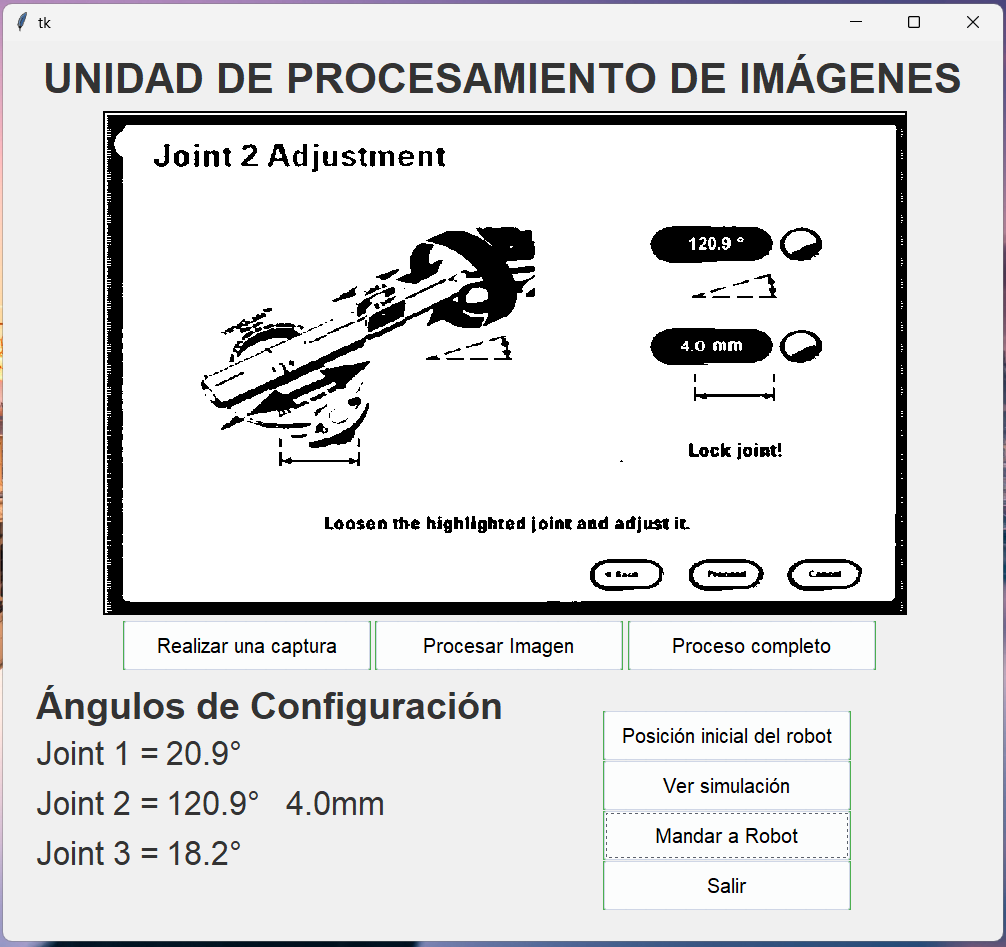 tk
UNIDAD DE PROCESAMIENTO DE IMÁGENES
Joint 2 Adjustment
120.9 °
4.0 mm
Lock joint!
Loosen the highlighted joint and adjust it.
< Back Proceed Cancel
Realizar una captura Procesar Imagen Proceso completo
Ángulos de Configuración
Joint 1 = 20.9°
Joint 2 = 120.9° 4.0mm
Joint 3 = 18.2°
Posición inicial del robot
Ver simulación
Mandar a Robot
Salir